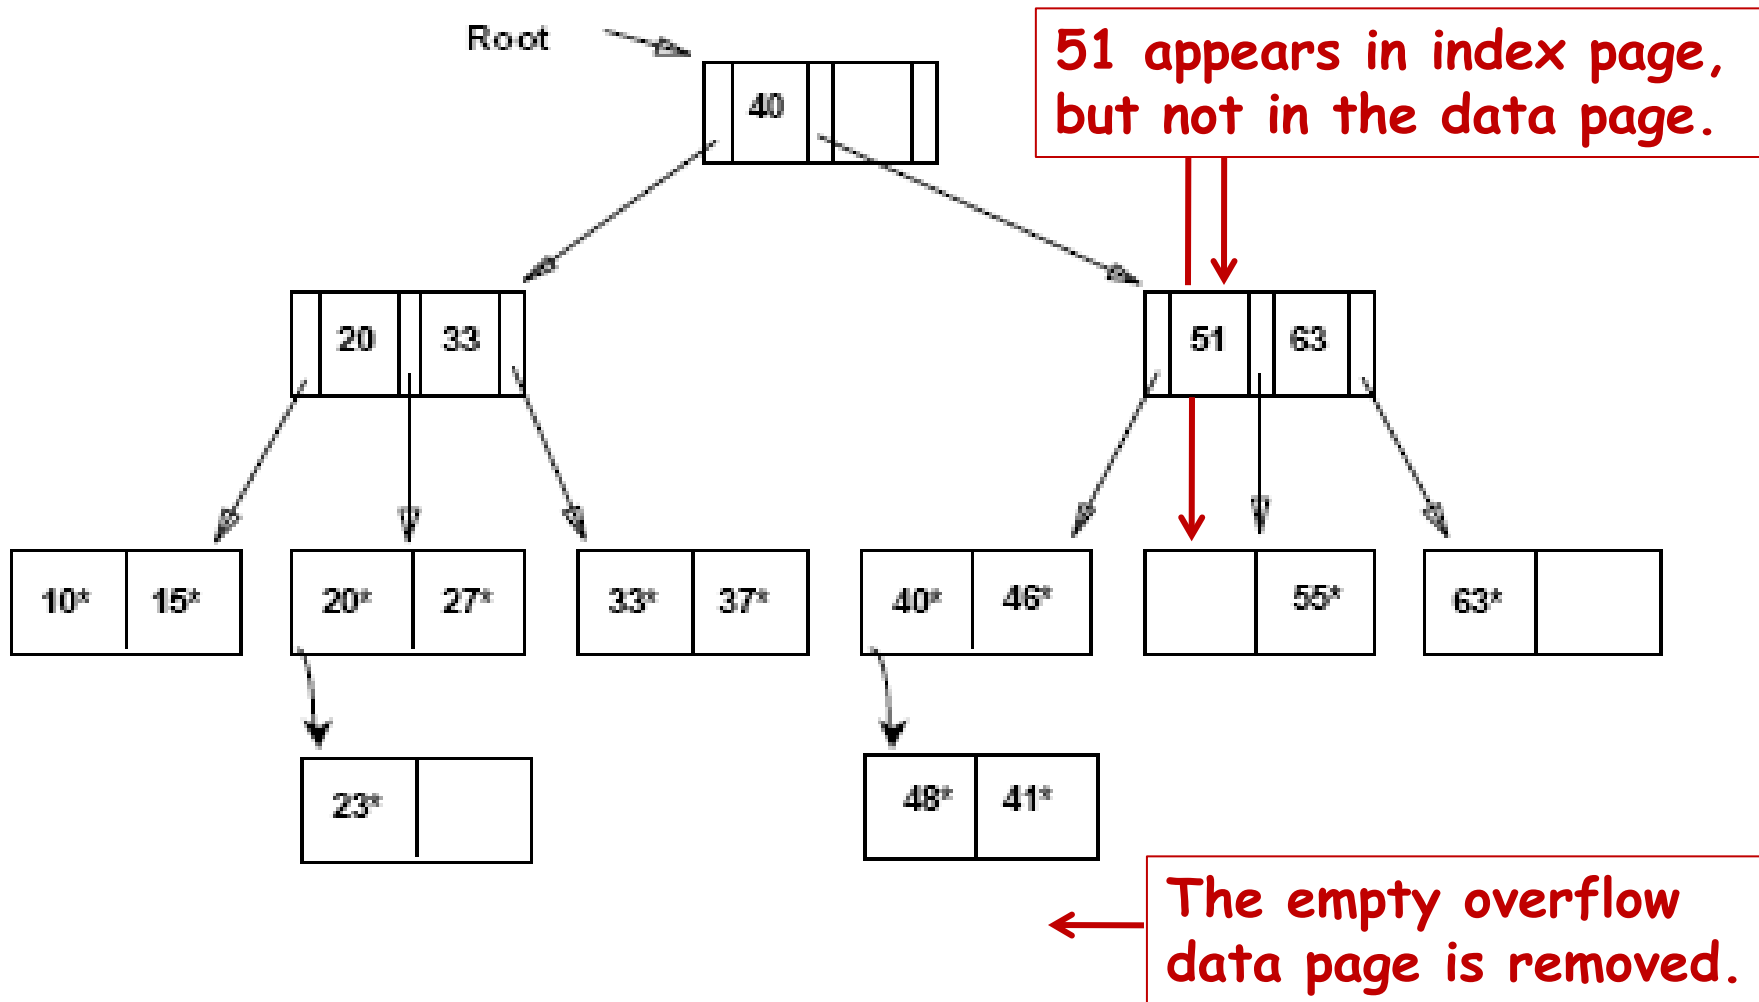 Root
40
51 appears in index page,
but not in the data page.
20 33
51 63
10* 15*
20* 27*
33* 37*
40* 46*
55*
63*
23*
48* 41*
The empty overflow
data page is removed.